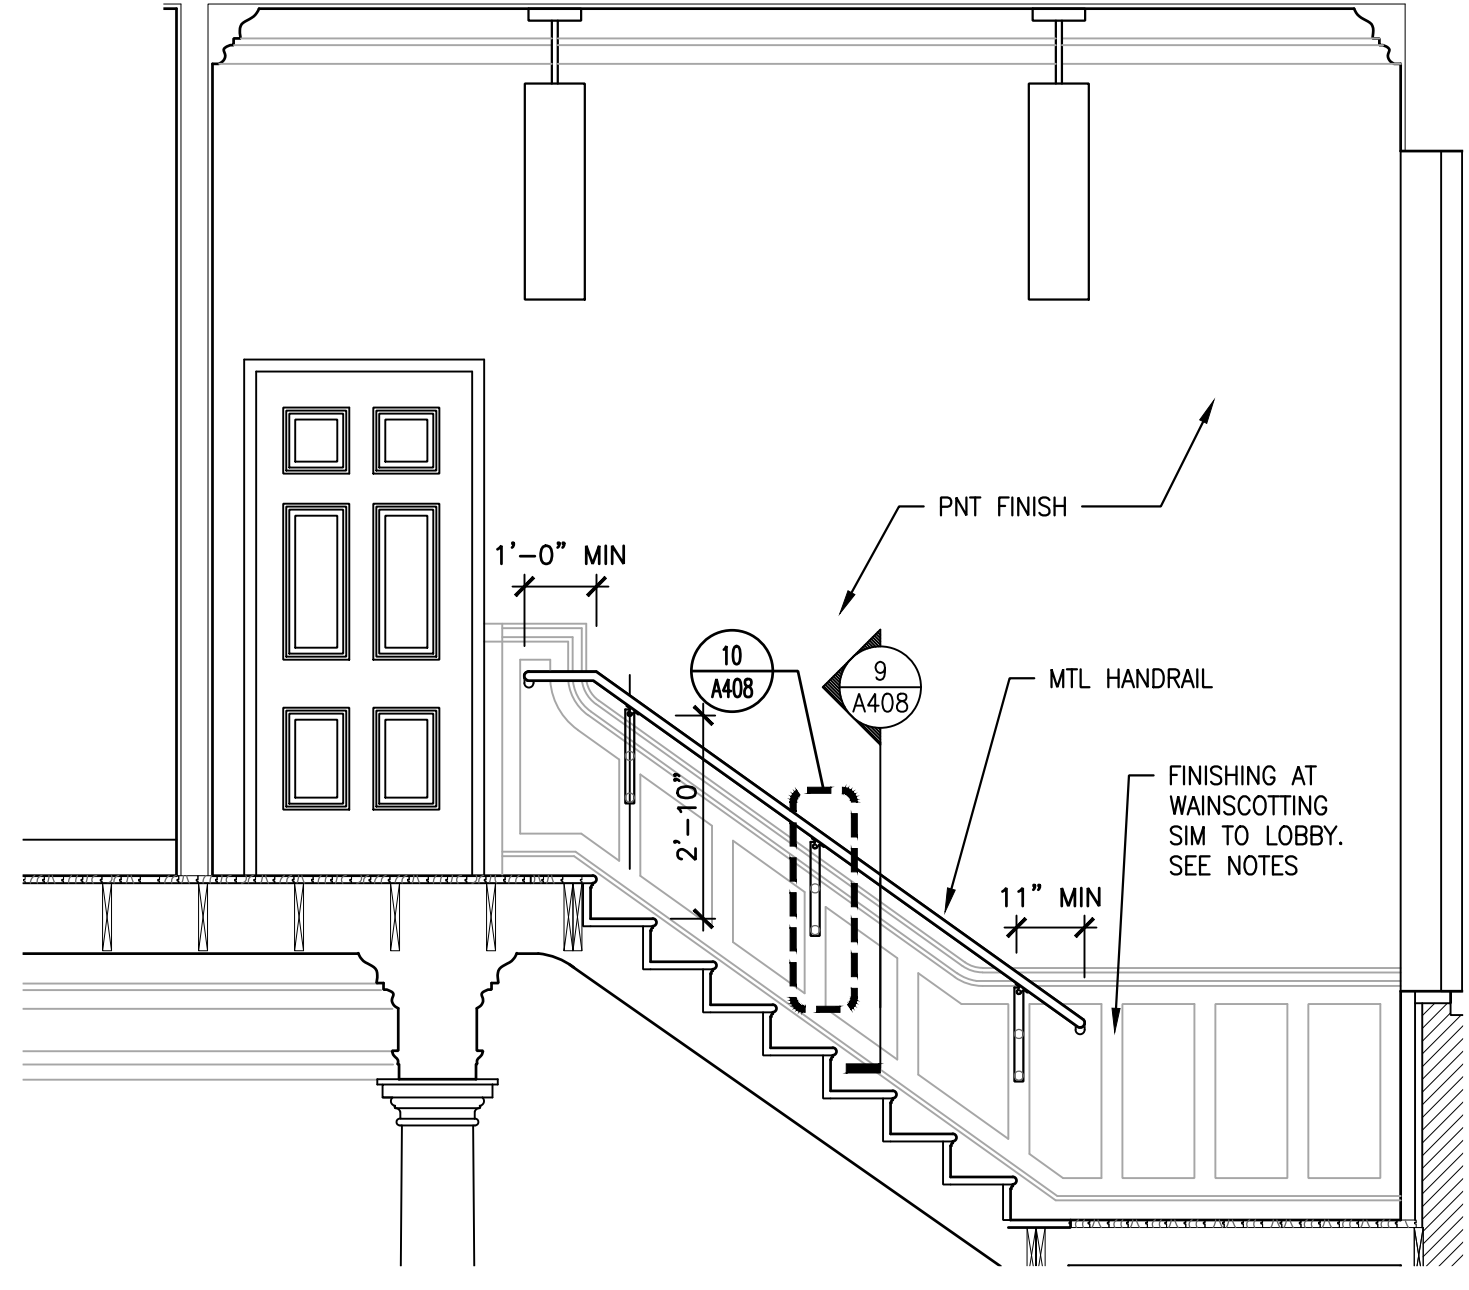 PNT FINISH
1'-0" MIN
10
A408
9
A408
MTL HANDRAIL
2'-10"
FINISHING AT
WAINSCOTTING
SIM TO LOBBY.
SEE NOTES
11" MIN